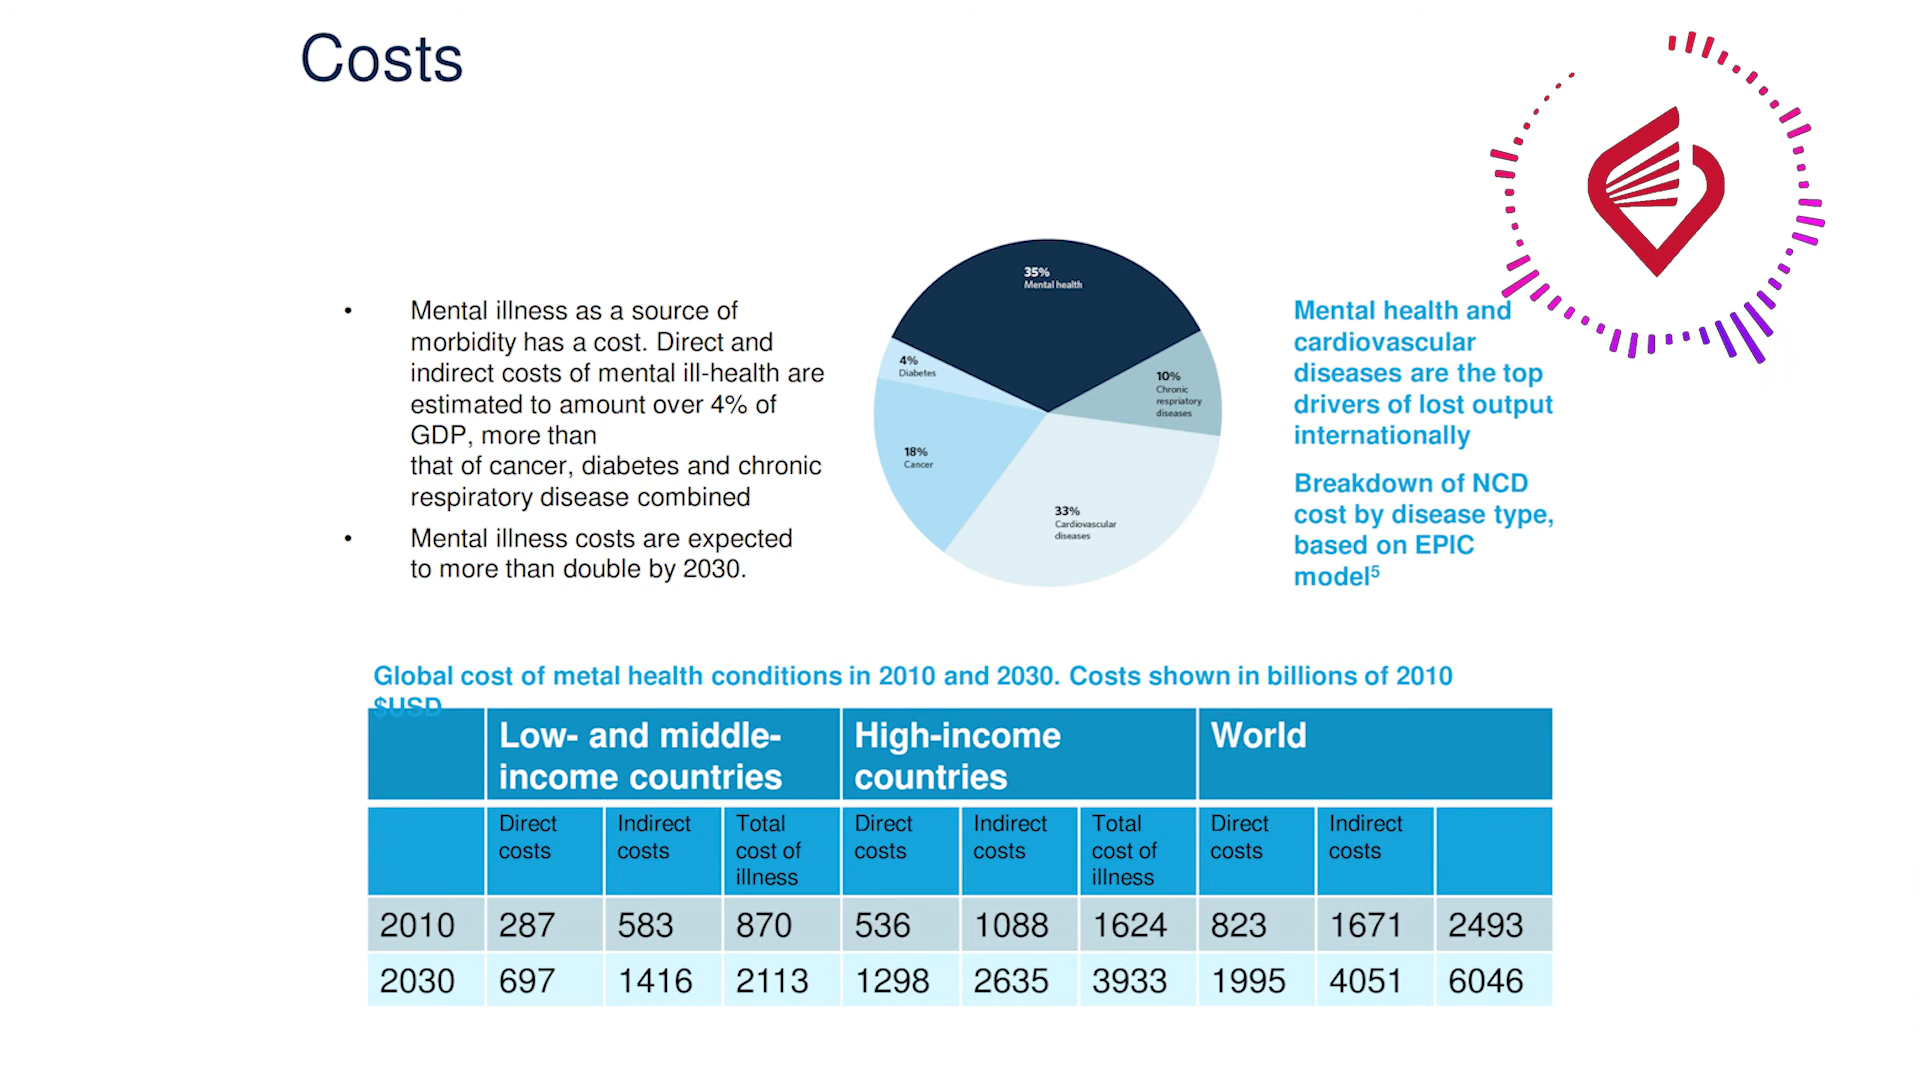 Costs
• Mental illness as a source of
morbidity has a cost. Direct and
indirect costs of mental ill-health are
estimated to amount over 4% of
GDP, more than
that of cancer, diabetes and chronic
respiratory disease combined
• Mental illness costs are expected
to more than double by 2030.
35%
Mental health
10%
Chronic
respriatory
diseases
33%
Cardiovascular
diseases
18%
Cancer
4%
Diabetes
Mental health and
cardiovascular
diseases are the top
drivers of lost output
internationally
Breakdown of NCD
cost by disease type,
based on EPIC
model⁵
Global cost of metal health conditions in 2010 and 2030. Costs shown in billions of 2010
$USD
Low- and middle-
income countries
High-income
countries
World
Direct
costs
Indirect
costs
Total
cost of
illness
Direct
costs
Indirect
costs
Total
cost of
illness
Direct
costs
Indirect
costs
2010 287 583 870 536 1088 1624 823 1671 2493
2030 697 1416 2113 1298 2635 3933 1995 4051 6046